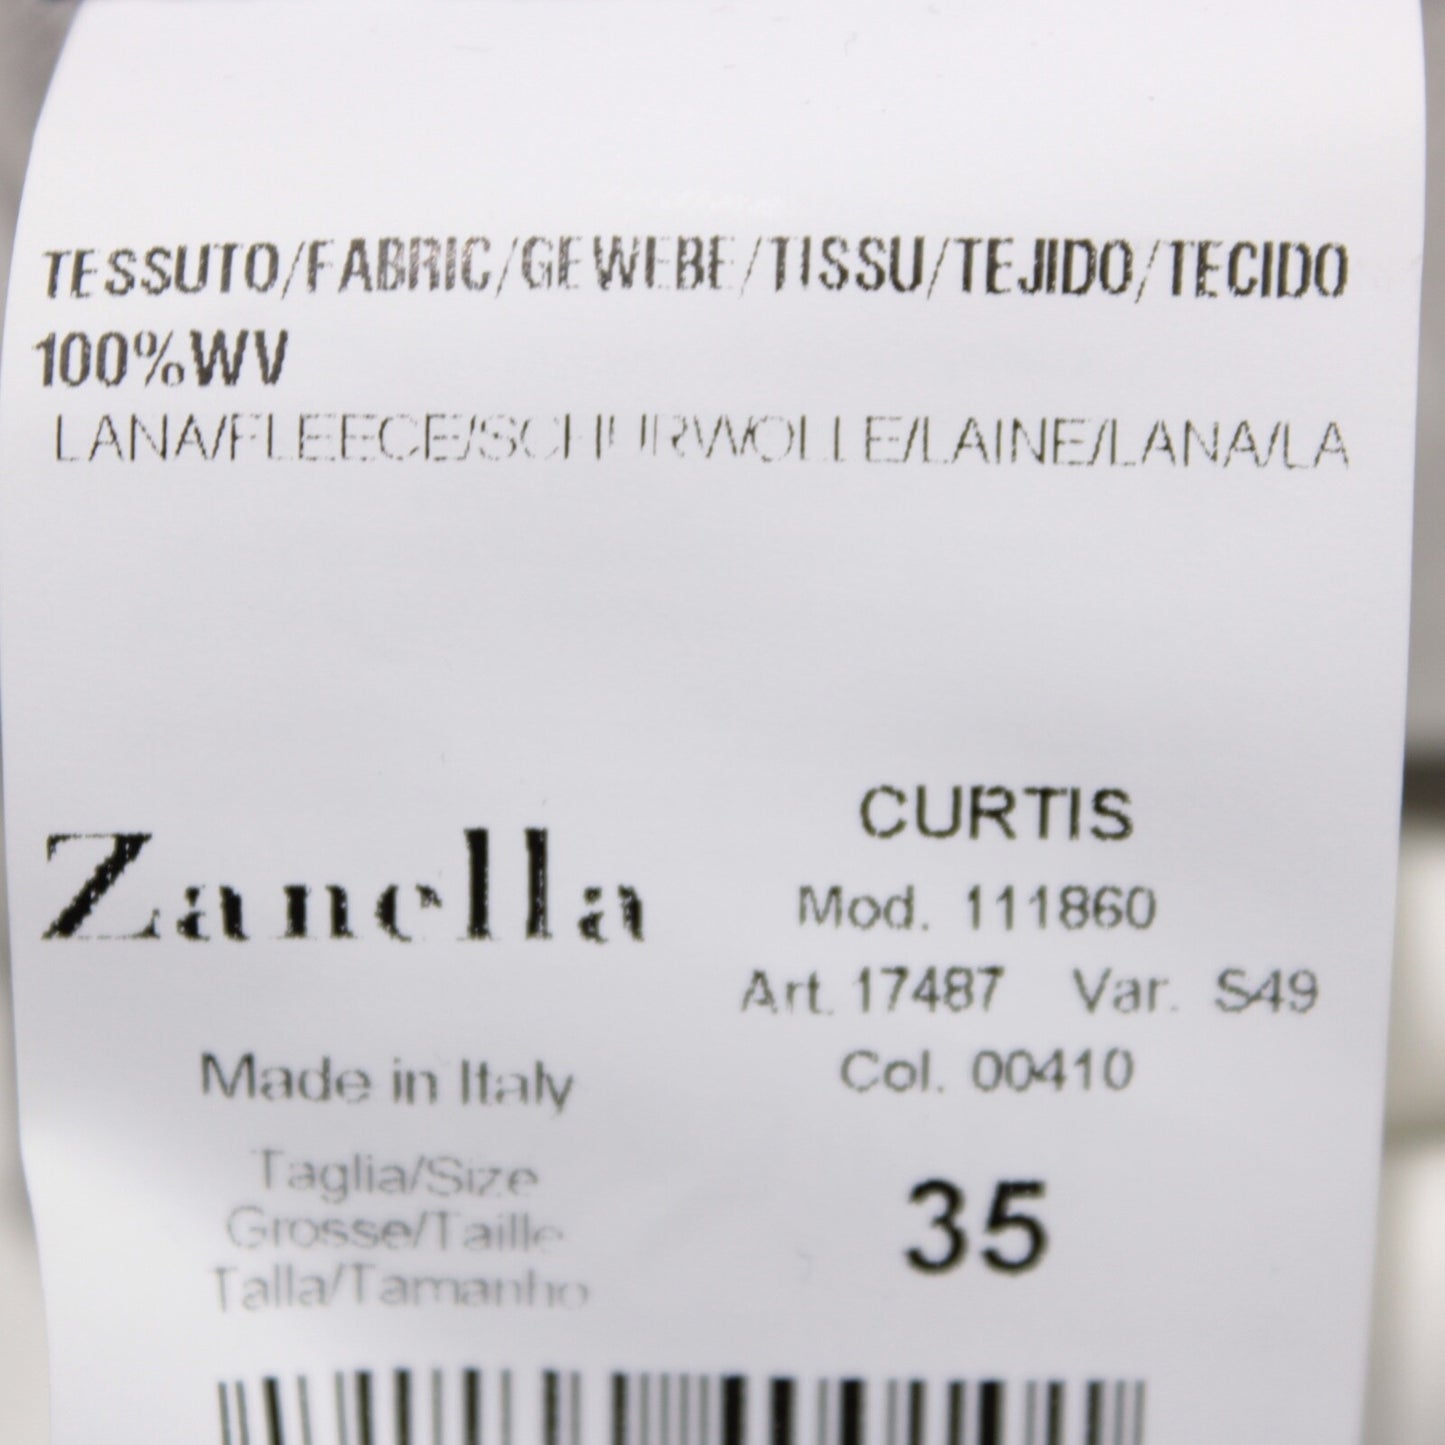 TESSUTO/FABRIC/GEWEBE/TISSU/TEJIDO/TECIDO
100%WV
LANA/FLEECE/SCHURWOLLE/LAINE/LANA/LA
Zanella
CURTIS
Mod. 111860
Art. 17487 Var. S49
Made in Italy
Col. 00410
Taglia/Size
Grosse/Taille
Talla/Tamanho
35